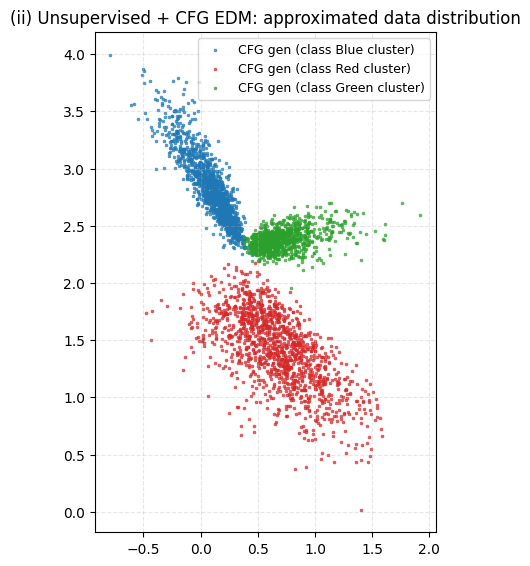 (ii) Unsupervised + CFG EDM: approximated data distribution
CFG gen (class Blue cluster)
CFG gen (class Red cluster)
CFG gen (class Green cluster)
4.0
3.5
3.0
2.5
2.0
1.5
1.0
0.5
0.0
−0.5 0.0 0.5 1.0 1.5 2.0